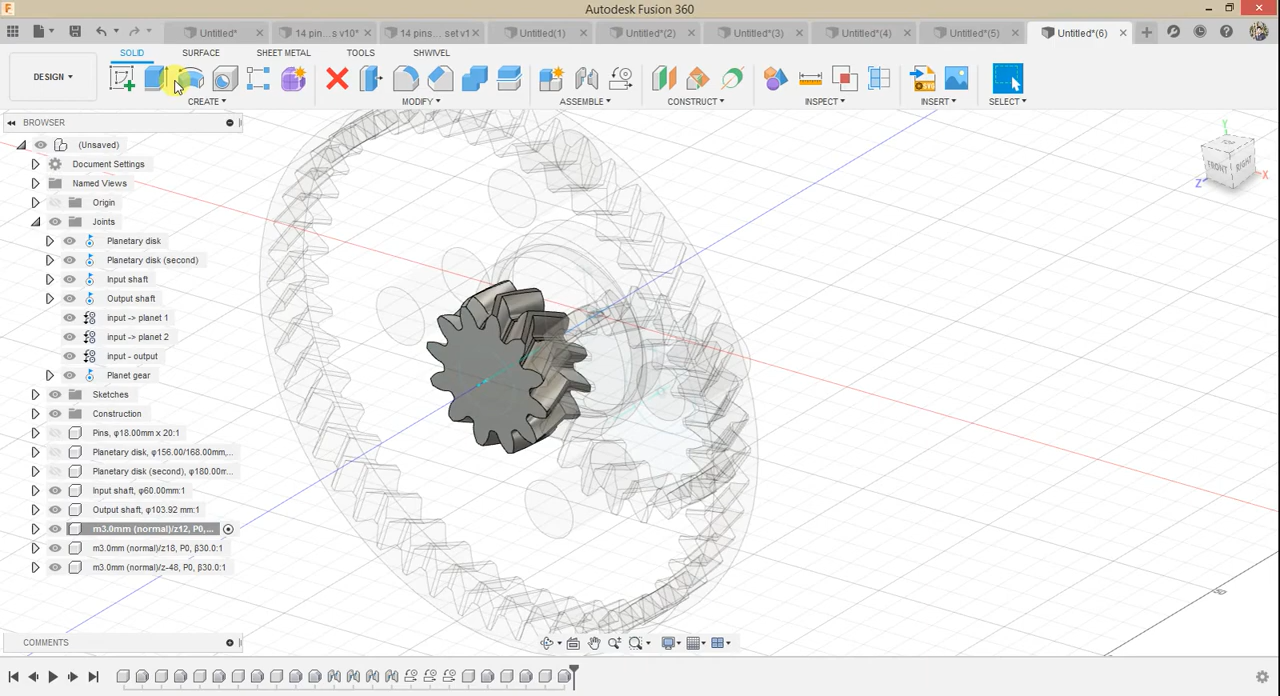 Autodesk Fusion 360
Untitled*
14 pins...s v10*
14 pins... set v1
Untitled(1)
Untitled*(2)
Untitled*(3)
Untitled*(4)
Untitled*(5)
Untitled*(6)
SOLID
SURFACE
SHEET METAL
TOOLS
SHWIVEL
DESIGN
CREATE
MODIFY
ASSEMBLE
CONSTRUCT
INSPECT
INSERT
SELECT
BROWSER
(Unsaved)
Document Settings
Named Views
Origin
Joints
Planetary disk
Planetary disk (second)
Input shaft
Output shaft
input -> planet 1
input -> planet 2
input - output
Planet gear
Sketches
Construction
Pins, φ18.00mm x 20:1
Planetary disk, φ156.00/168.00mm,...
Planetary disk (second), φ180.00m...
Input shaft, φ60.00mm:1
Output shaft, φ103.92 mm:1
m3.0mm (normal)/z12, P0,...
m3.0mm (normal)/z18, P0, β30.0:1
m3.0mm (normal)/z-48, P0, β30.0:1
Y
FRONT
RIGHT
Z
X
COMMENTS